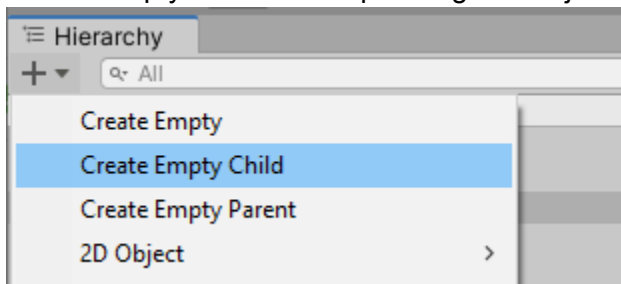 Hierarchy
All
Create Empty
Create Empty Child
Create Empty Parent
2D Object